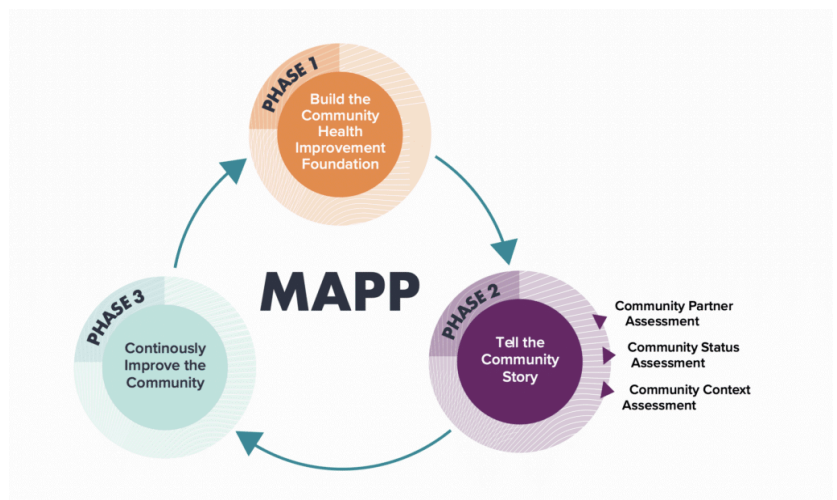 PHASE 1
Build the
Community
Health
Improvement
Foundation
MAPP
PHASE 2
Tell the
Community
Story
Community Partner
Assessment
Community Status
Assessment
Community Context
Assessment
PHASE 3
Continously
Improve the
Community